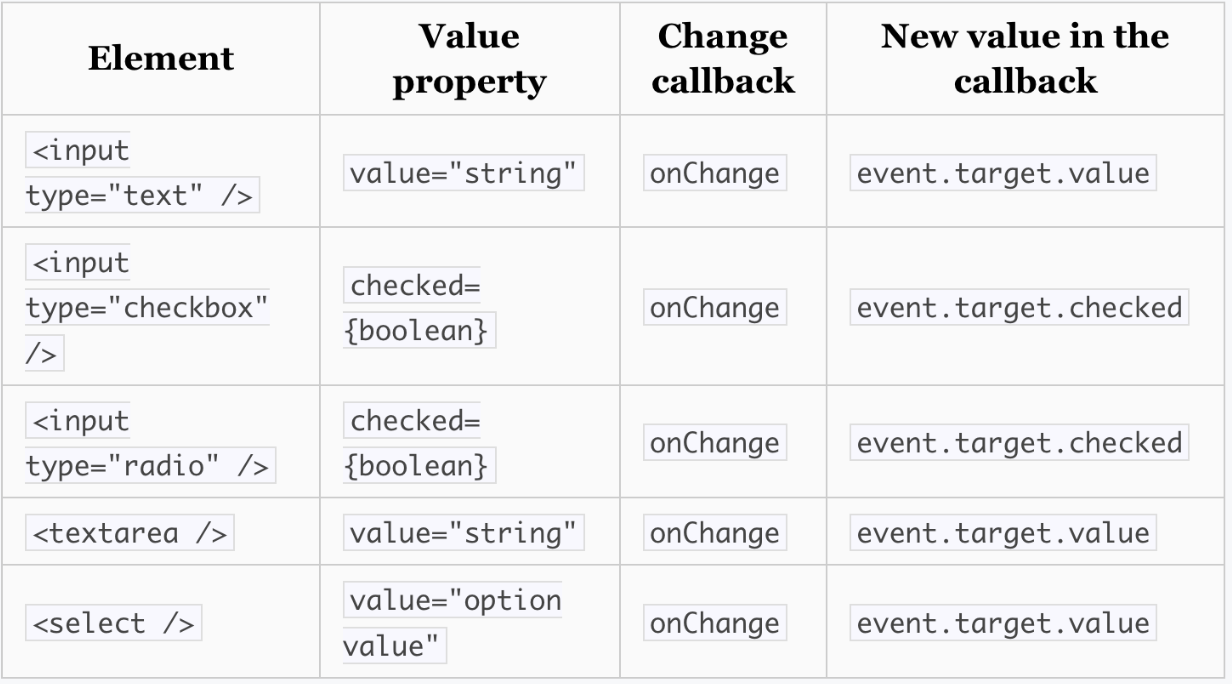 Element
Value
property
Change
callback
New value in the
callback
<input
type="text" />
value="string"
onChange
event.target.value
<input
type="checkbox"
/>
checked=
{boolean}
onChange
event.target.checked
<input
type="radio" />
checked=
{boolean}
onChange
event.target.checked
<textarea />
value="string"
onChange
event.target.value
<select />
value="option
value"
onChange
event.target.value